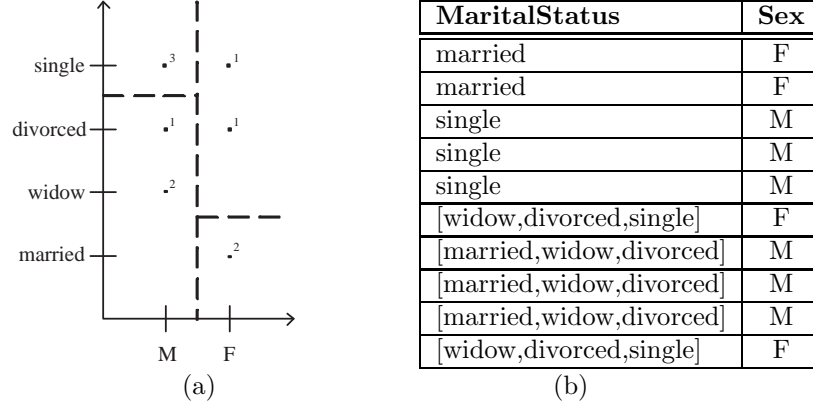 single
3
1
divorced
1
1
widow
2
married
2
M F
(a)
MaritalStatus Sex
married F
married F
single M
single M
single M
[widow,divorced,single] F
[married,widow,divorced] M
[married,widow,divorced] M
[married,widow,divorced] M
[widow,divorced,single] F
(b)